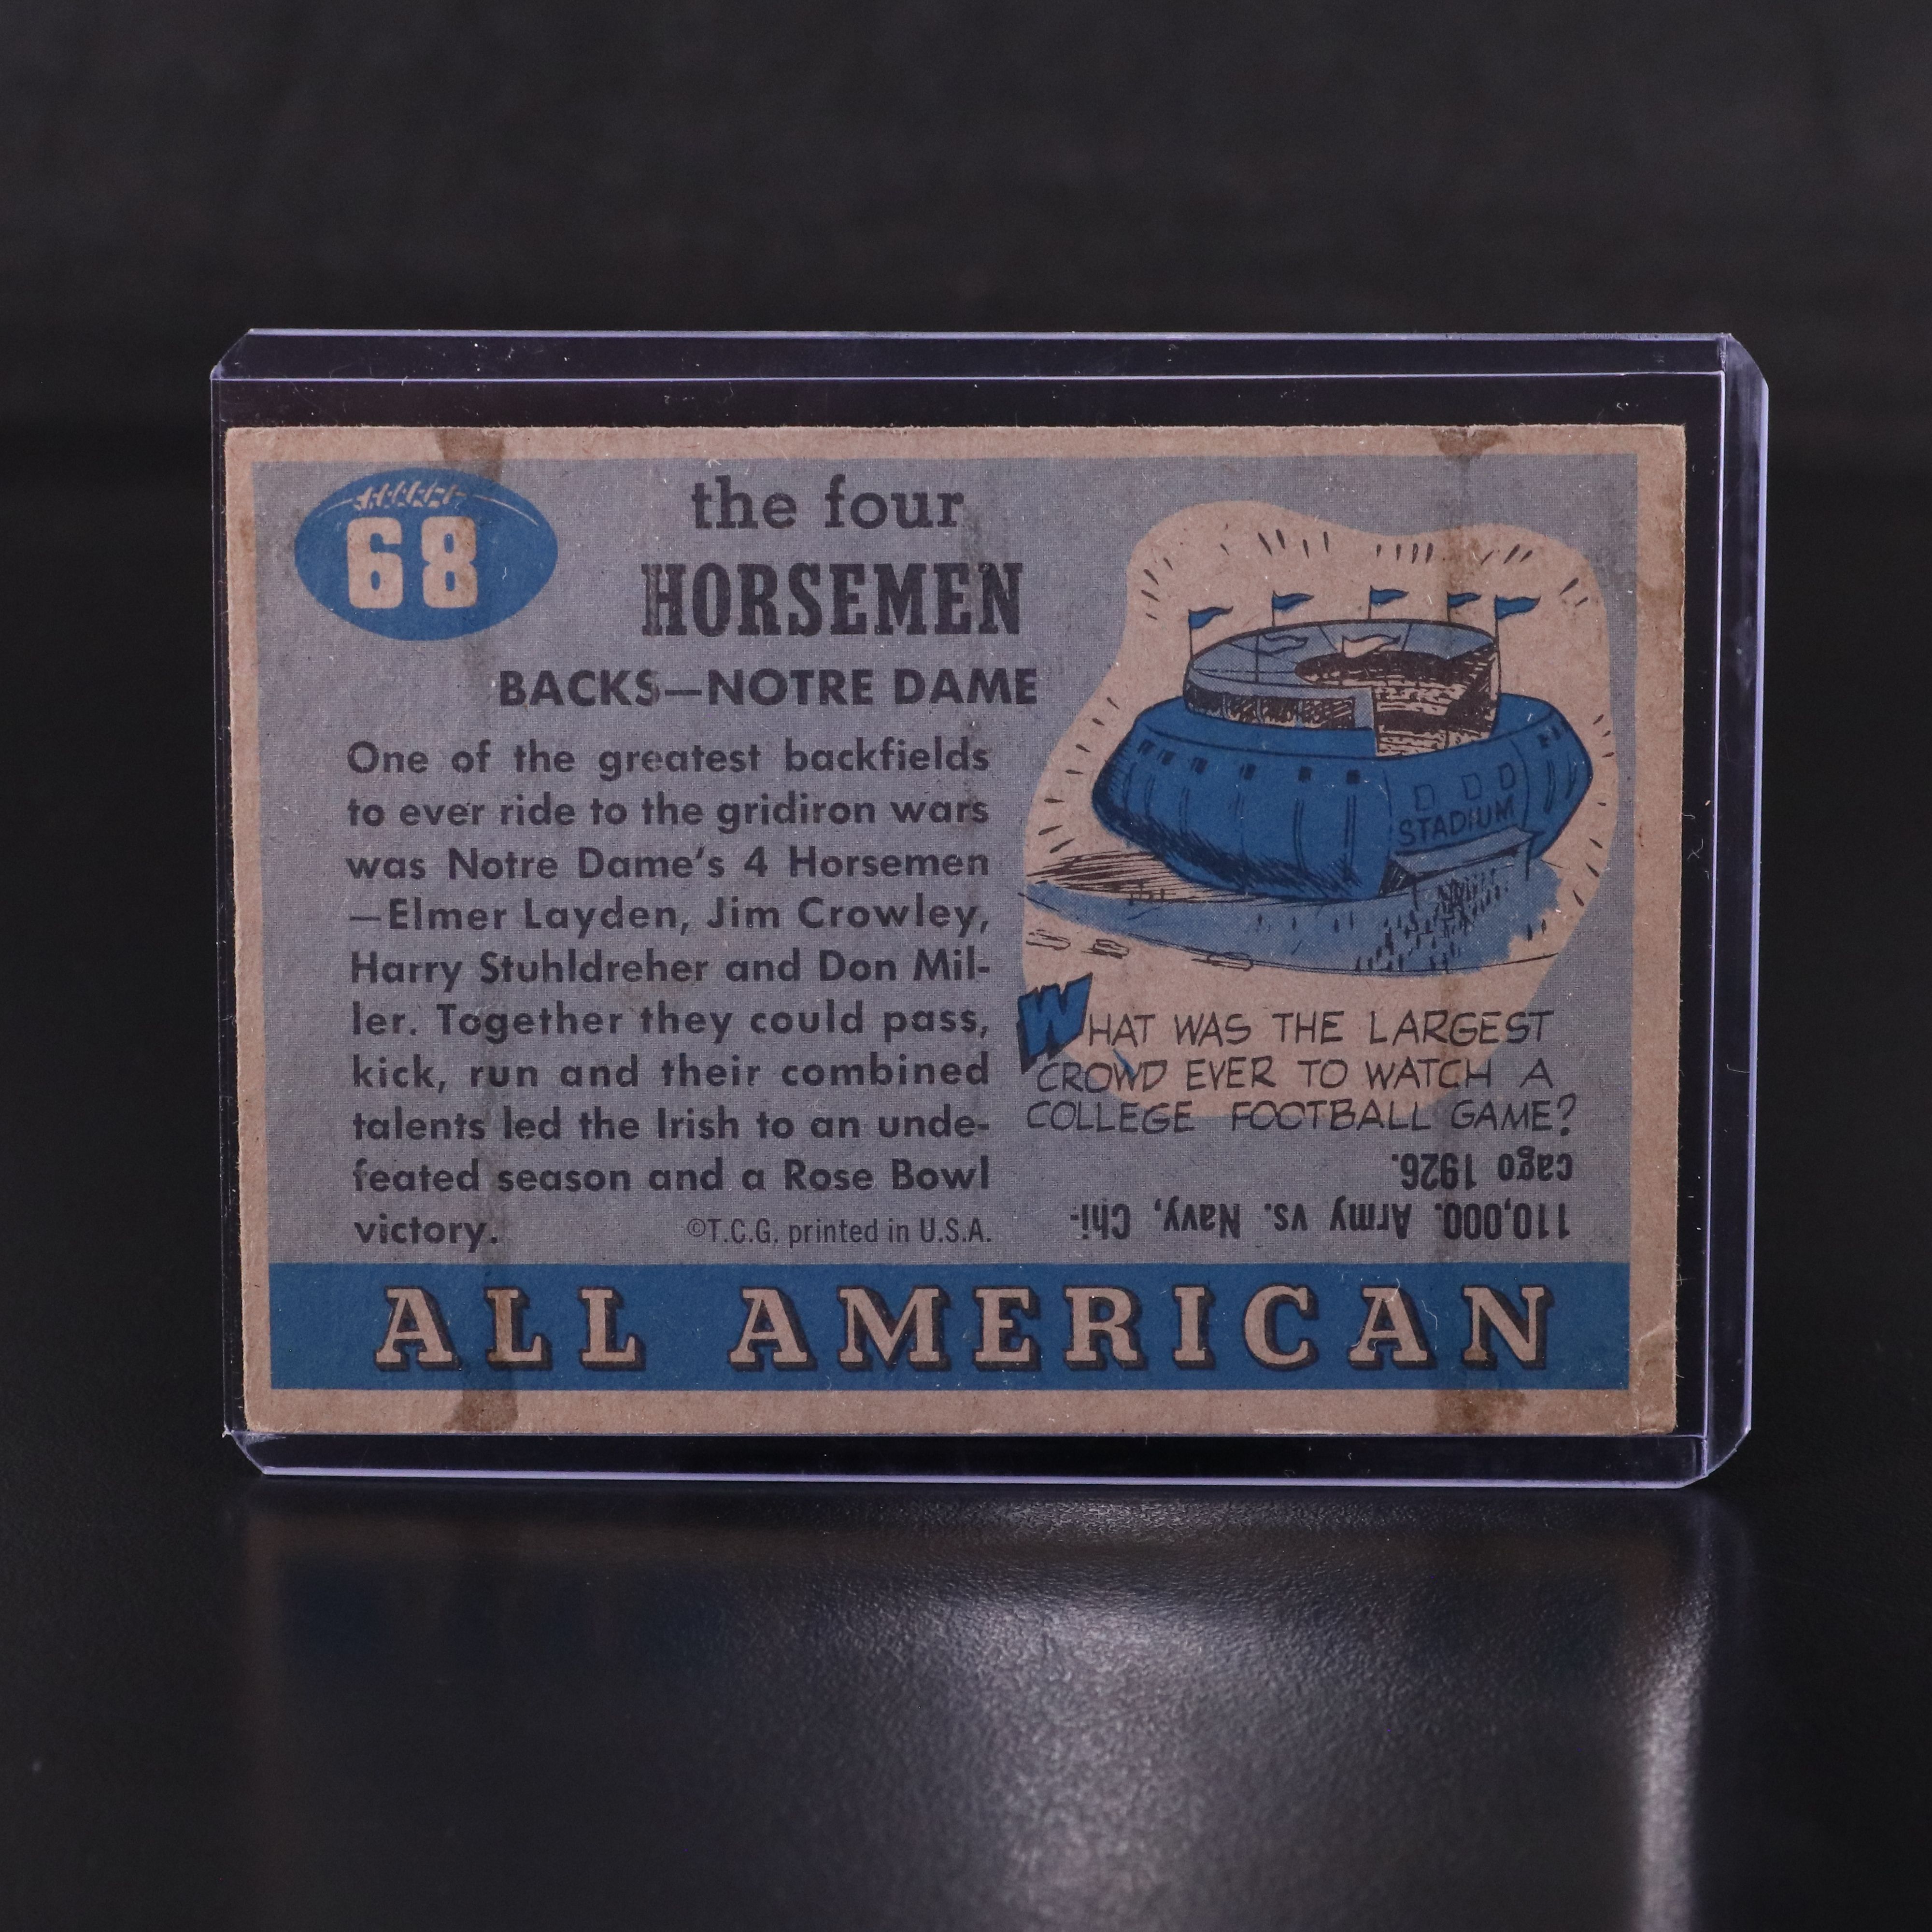 68
the four
HORSEMEN
BACKS—NOTRE DAME
One of the greatest backfields
to ever ride to the gridiron wars
was Notre Dame's 4 Horsemen
—Elmer Layden, Jim Crowley,
Harry Stuhldreher and Don Mil-
ler. Together they could pass,
kick, run and their combined
talents led the Irish to an unde-
feated season and a Rose Bowl
victory.
©T.C.G. printed in U.S.A.
STADIUM
WHAT WAS THE LARGEST
CROWD EVER TO WATCH A
COLLEGE FOOTBALL GAME?
110,000. Army vs. Navy, Chi-
cago 1926.
ALL AMERICAN